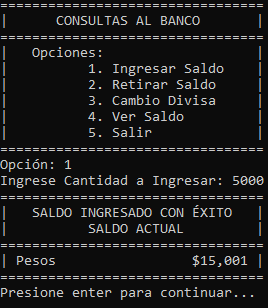 =================================
|      CONSULTAS AL BANCO       |
=================================
|   Opciones:                   |
|          1. Ingresar Saldo    |
|          2. Retirar Saldo     |
|          3. Cambio Divisa     |
|          4. Ver Saldo         |
|          5. Salir             |
=================================
Opción: 1
Ingrese Cantidad a Ingresar: 5000
=================================
|   SALDO INGRESADO CON ÉXITO   |
|          SALDO ACTUAL         |
=================================
| Pesos                 $15,001 |
=================================
Presione enter para continuar...